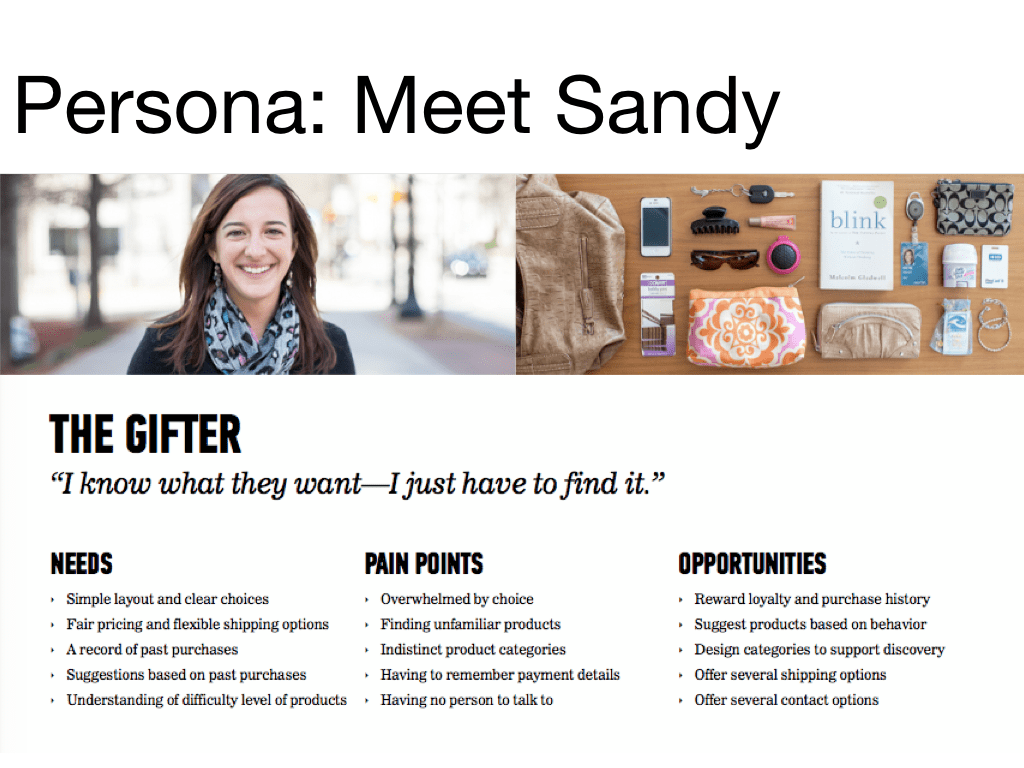 Persona: Meet Sandy
blink
Malcolm Gladwell
THE GIFTER
“I know what they want—I just have to find it.”
NEEDS
‣ Simple layout and clear choices
‣ Fair pricing and flexible shipping options
‣ A record of past purchases
‣ Suggestions based on past purchases
‣ Understanding of difficulty level of products
PAIN POINTS
‣ Overwhelmed by choice
‣ Finding unfamiliar products
‣ Indistinct product categories
‣ Having to remember payment details
‣ Having no person to talk to
OPPORTUNITIES
‣ Reward loyalty and purchase history
‣ Suggest products based on behavior
‣ Design categories to support discovery
‣ Offer several shipping options
‣ Offer several contact options